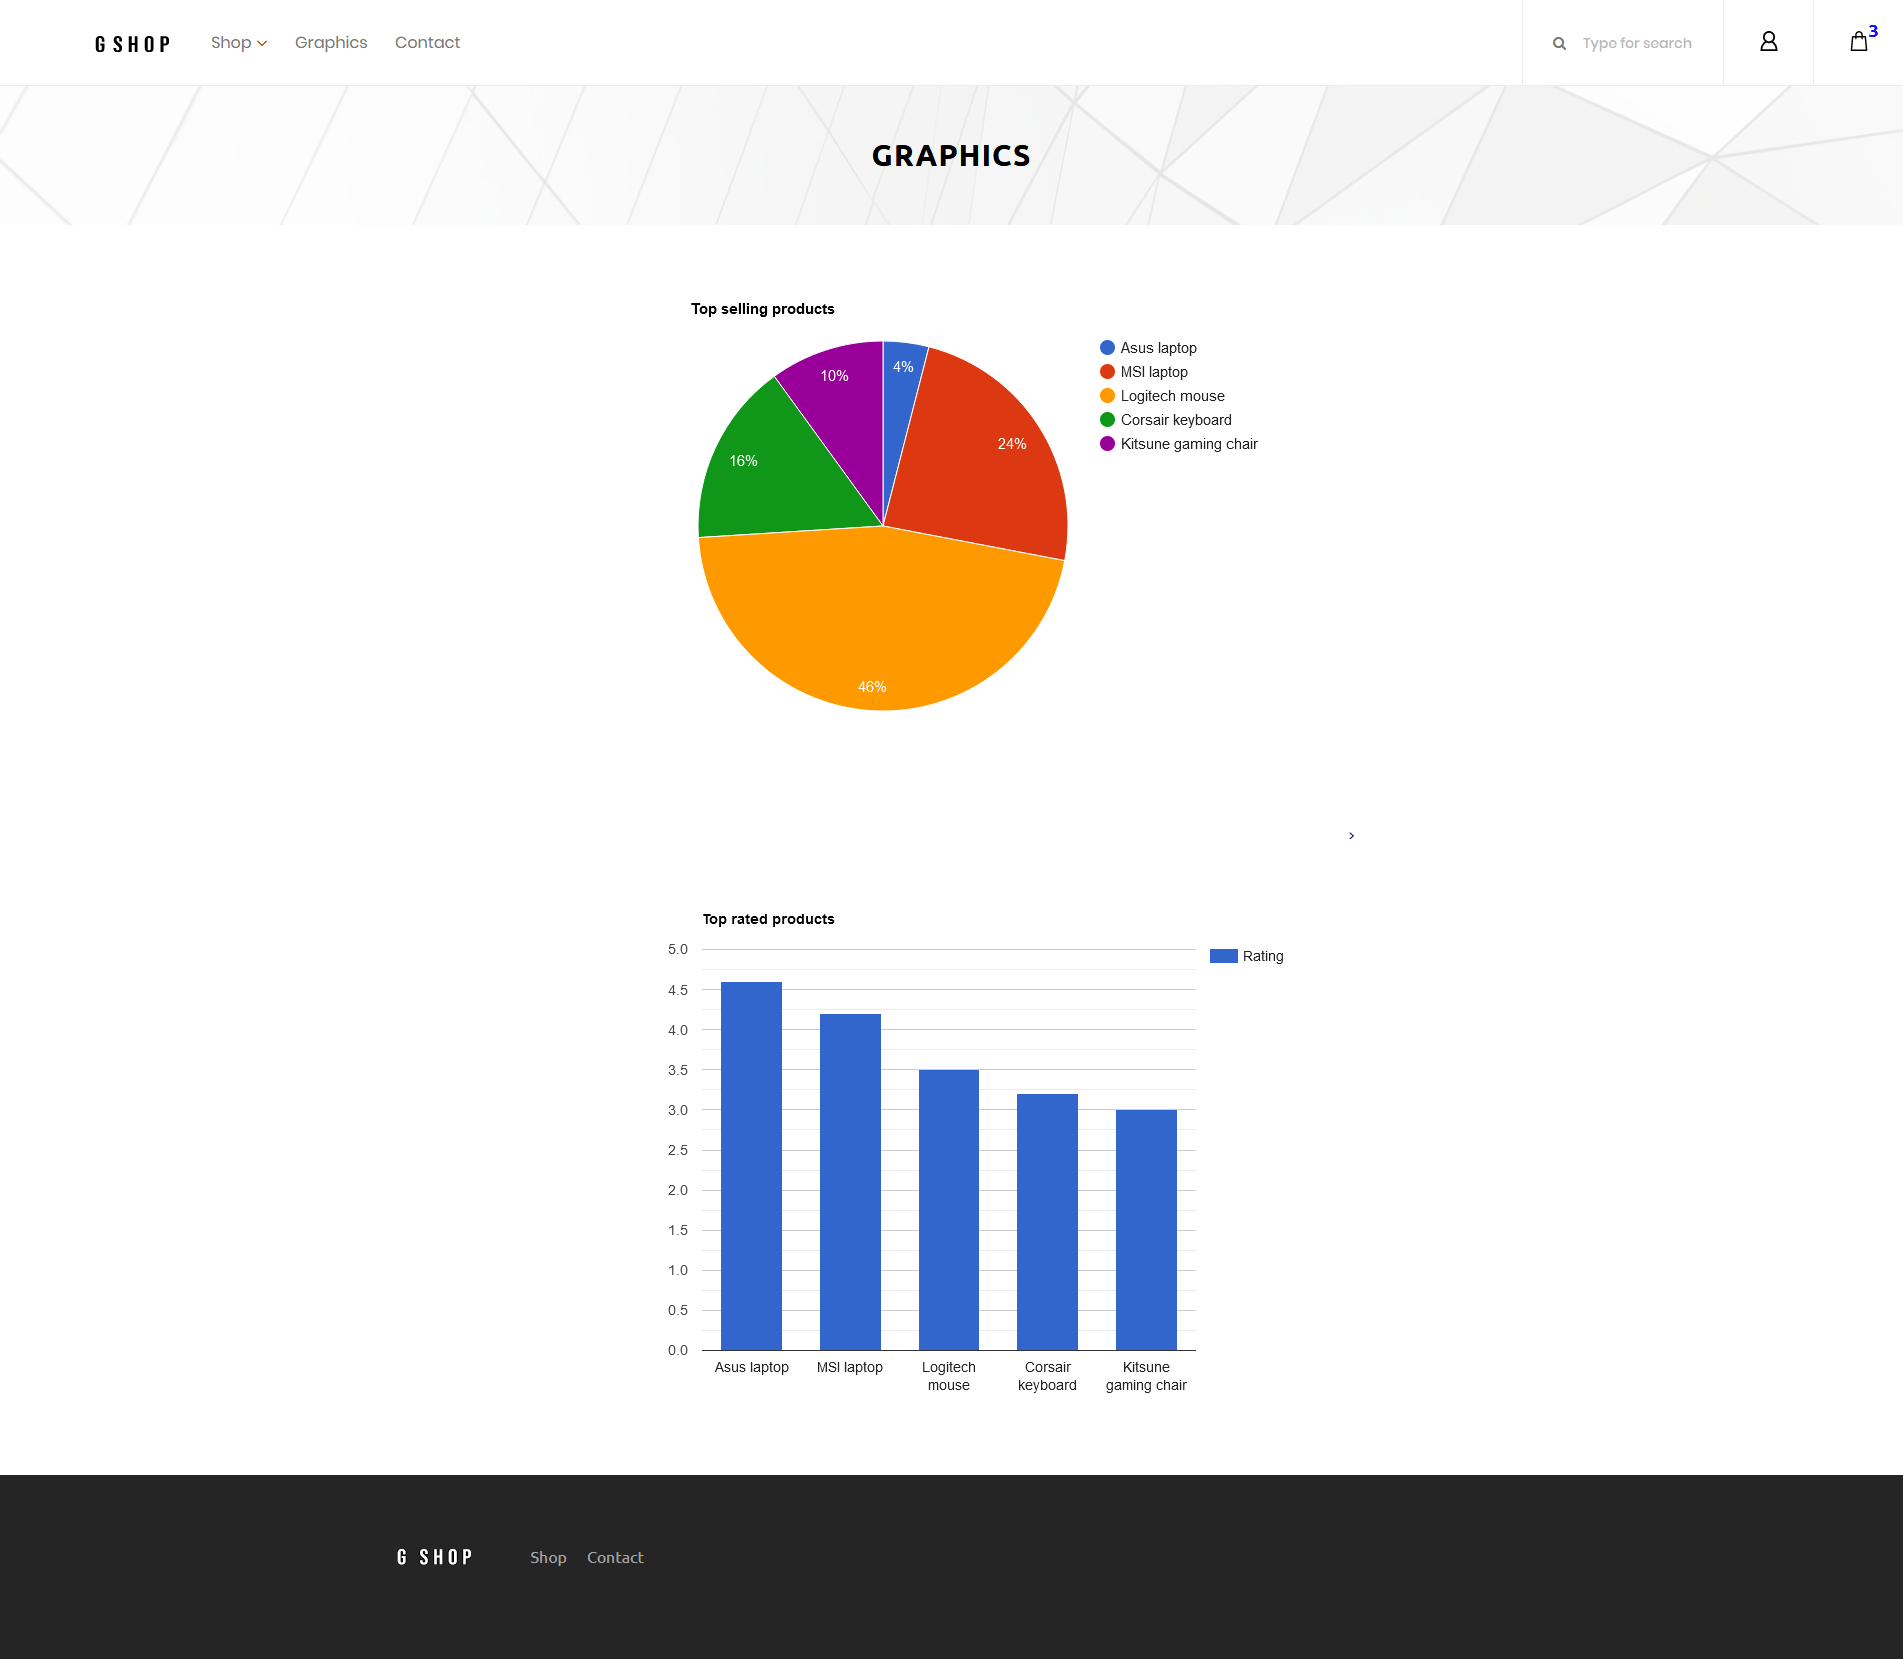 G SHOP Shop Graphics Contact Type for search 3
GRAPHICS
Top selling products
4%
10%
24%
16%
46%
Asus laptop
MSI laptop
Logitech mouse
Corsair keyboard
Kitsune gaming chair
›
Top rated products
5.0
4.5
4.0
3.5
3.0
2.5
2.0
1.5
1.0
0.5
0.0
Rating
Asus laptop
MSI laptop
Logitech
mouse
Corsair
keyboard
Kitsune
gaming chair
G SHOP Shop Contact